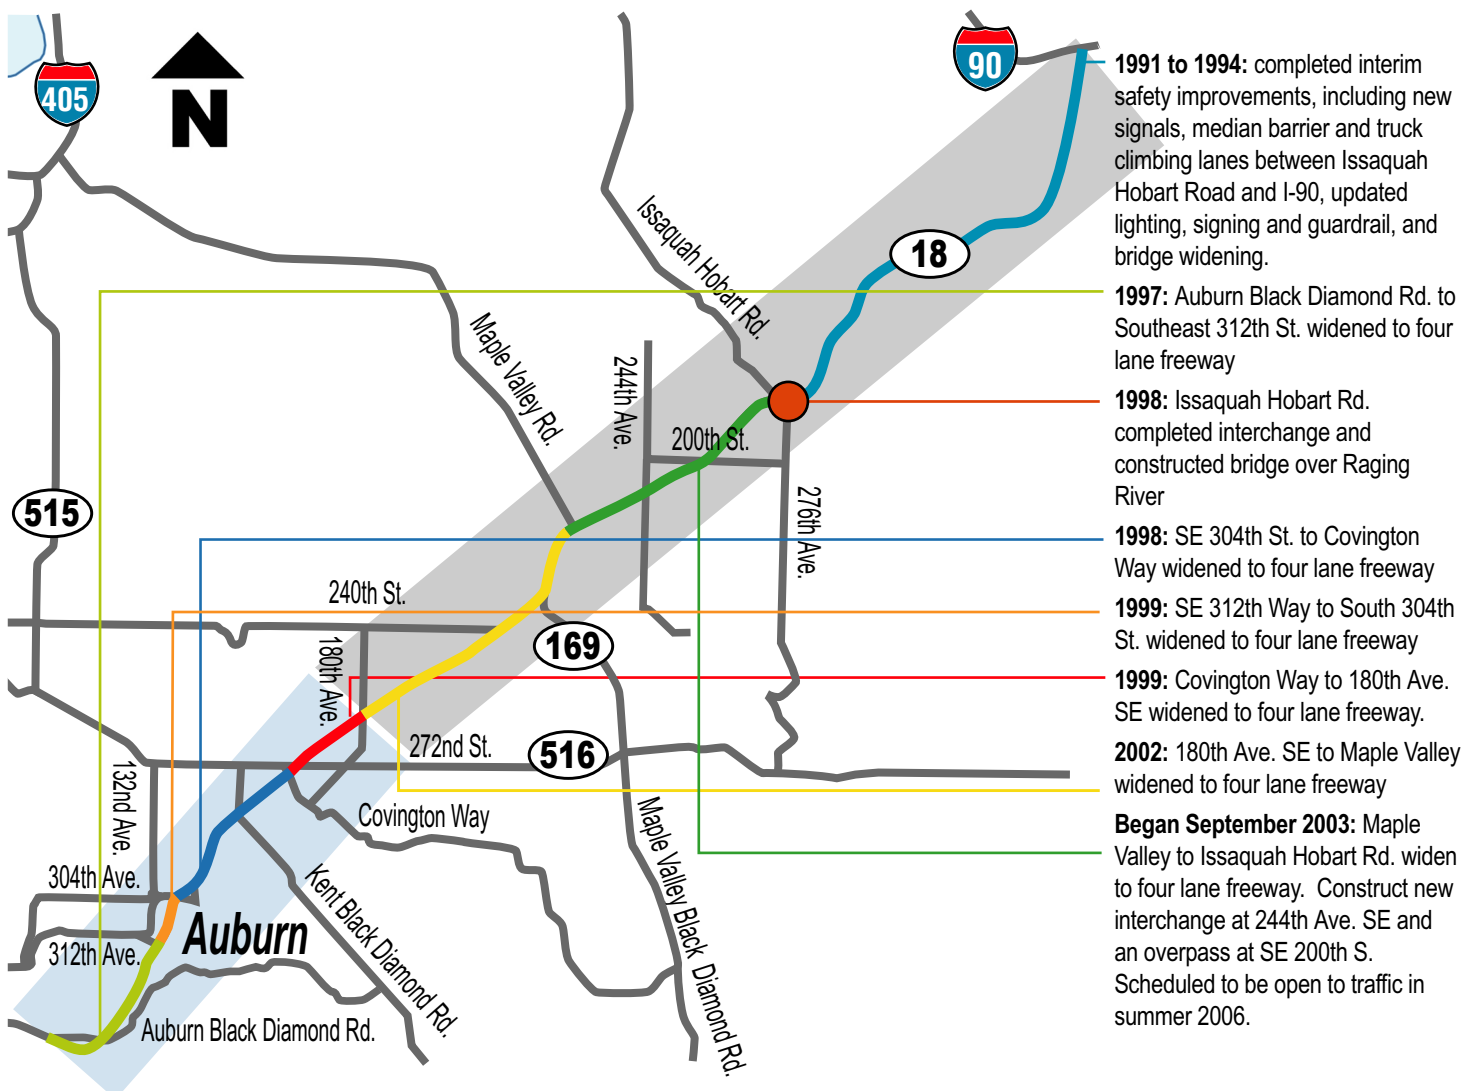 405
N
90
18
515
169
516
Issaquah Hobart Rd.
Maple Valley Rd.
244th Ave.
200th St.
276th Ave.
240th St.
180th Ave.
272nd St.
132nd Ave.
Covington Way
Maple Valley Black Diamond Rd.
304th Ave.
Kent Black Diamond Rd.
Auburn
312th Ave.
Auburn Black Diamond Rd.
1991 to 1994: completed interim
safety improvements, including new
signals, median barrier and truck
climbing lanes between Issaquah
Hobart Road and I-90, updated
lighting, signing and guardrail, and
bridge widening.
1997: Auburn Black Diamond Rd. to
Southeast 312th St. widened to four
lane freeway
1998: Issaquah Hobart Rd.
completed interchange and
constructed bridge over Raging
River
1998: SE 304th St. to Covington
Way widened to four lane freeway
1999: SE 312th Way to South 304th
St. widened to four lane freeway
1999: Covington Way to 180th Ave.
SE widened to four lane freeway.
2002: 180th Ave. SE to Maple Valley
widened to four lane freeway
Began September 2003: Maple
Valley to Issaquah Hobart Rd. widen
to four lane freeway. Construct new
interchange at 244th Ave. SE and
an overpass at SE 200th S.
Scheduled to be open to traffic in
summer 2006.